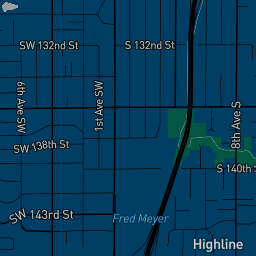 SW 132nd St
S 132nd St
6th Ave SW
1st Ave SW
8th Ave S
SW 138th St
S 140th S
SW 143rd St
Fred Meyer
Highline